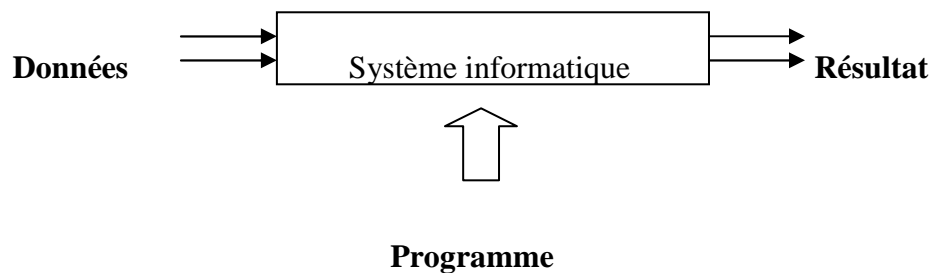 Données
Système informatique
Résultat
Programme